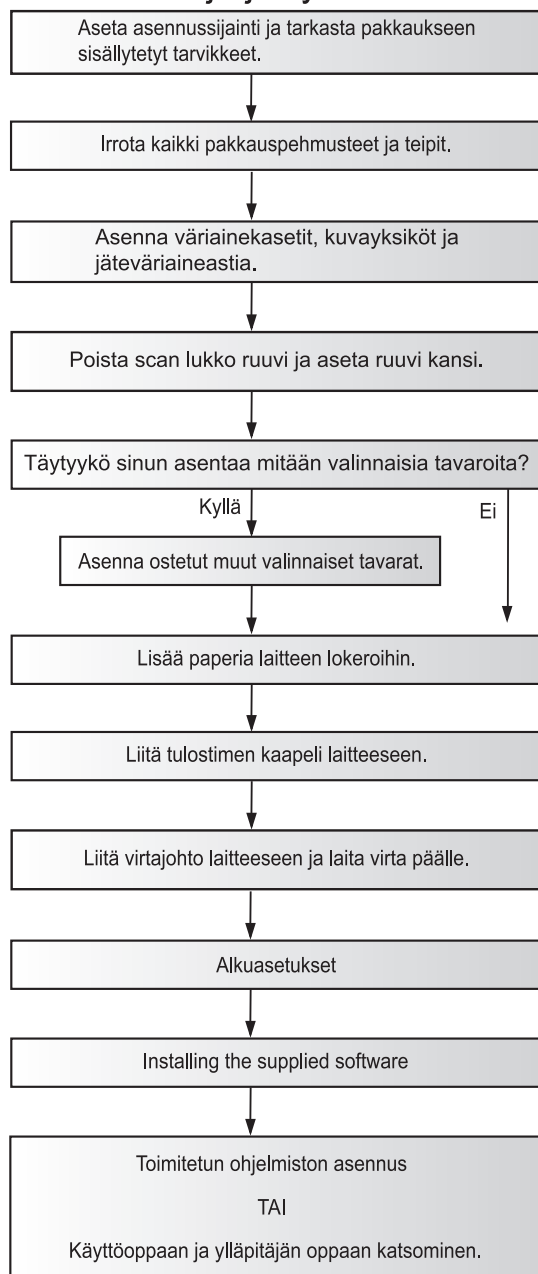 Aseta asennussijainti ja tarkasta pakkaukseen
sisällytetyt tarvikkeet.
Irrota kaikki pakkauspehmusteet ja teipit.
Asenna väriainekasetit, kuvayksiköt ja
jäteväriaineastia.
Poista scan lukko ruuvi ja aseta ruuvi kansi.
Täytyykö sinun asentaa mitään valinnaisia tavaroita?
Kyllä
Ei
Asenna ostetut muut valinnaiset tavarat.
Lisää paperia laitteen lokeroihin.
Liitä tulostimen kaapeli laitteeseen.
Liitä virtajohto laitteeseen ja laita virta päälle.
Alkuasetukset
Installing the supplied software
Toimitetun ohjelmiston asennus
TAI
Käyttöoppaan ja ylläpitäjän oppaan katsominen.